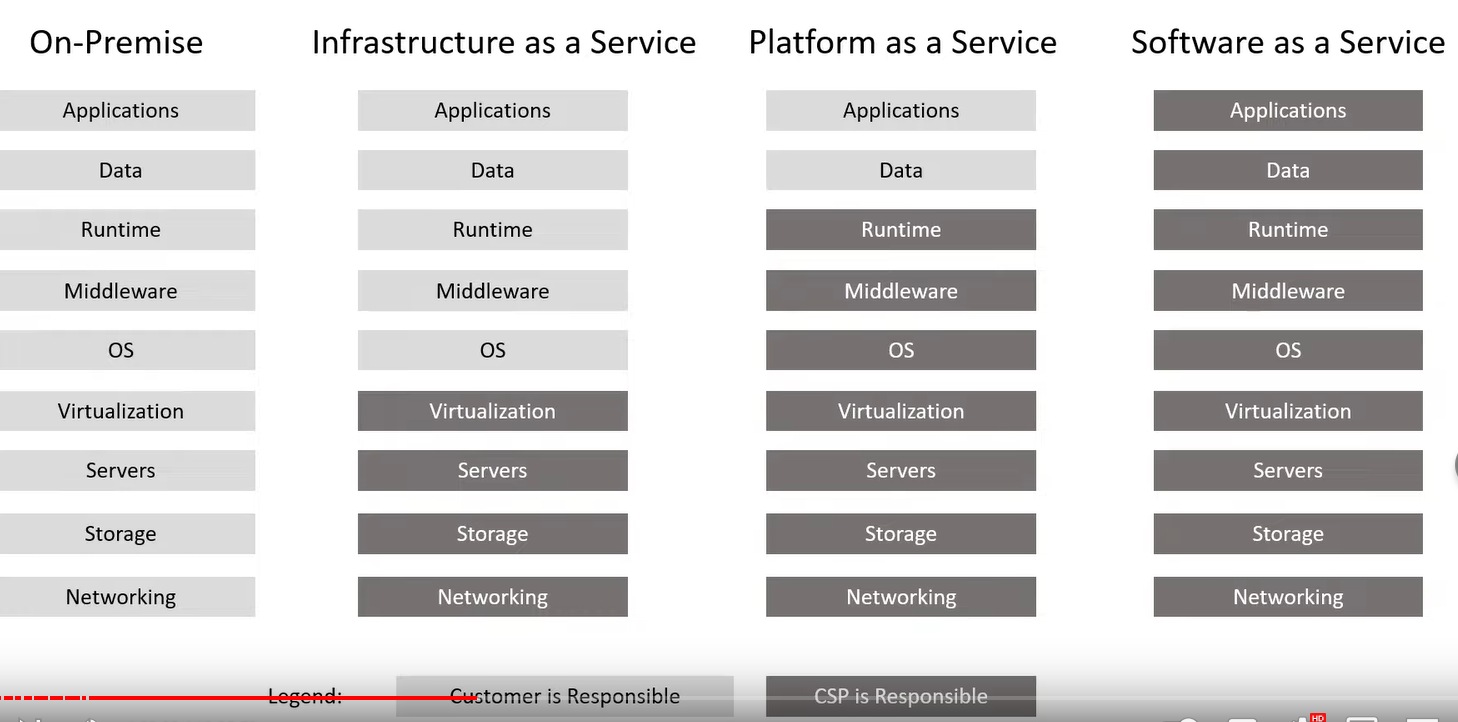 On-Premise Infrastructure as a Service Platform as a Service Software as a Service
Applications Applications Applications Applications
Data Data Data Data
Runtime Runtime Runtime Runtime
Middleware Middleware Middleware Middleware
OS OS OS OS
Virtualization Virtualization Virtualization Virtualization
Servers Servers Servers Servers
Storage Storage Storage Storage
Networking Networking Networking Networking
Legend: Customer is Responsible CSP is Responsible
HD